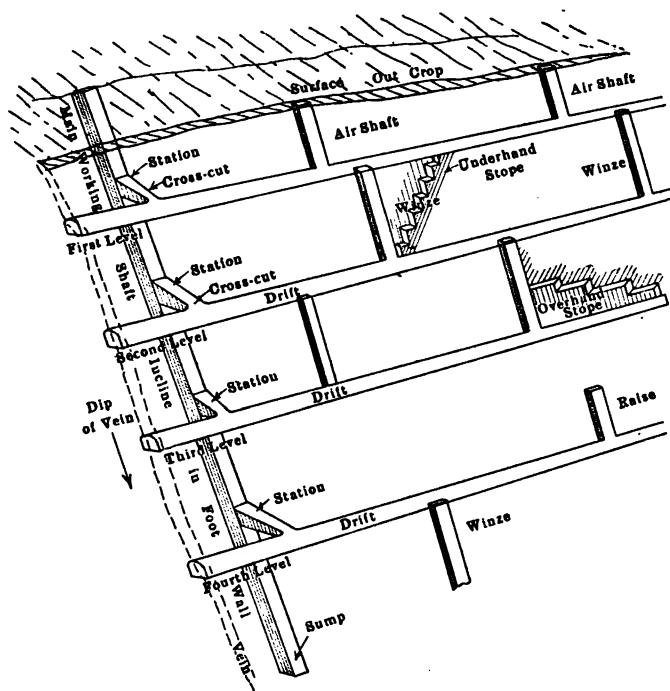 Surface Out Crop
Air Shaft
Air Shaft
Main Working Shaft Incline in Foot Wall
Station
Cross-cut
Underhand
Stope
Winze
Winze
First Level
Station
Cross-cut
Drift
Second Level
Overhand
Stope
Dip
of Vein
Station
Drift
Raise
Third Level
Station
Drift
Winze
Fourth Level
Sump
Vein